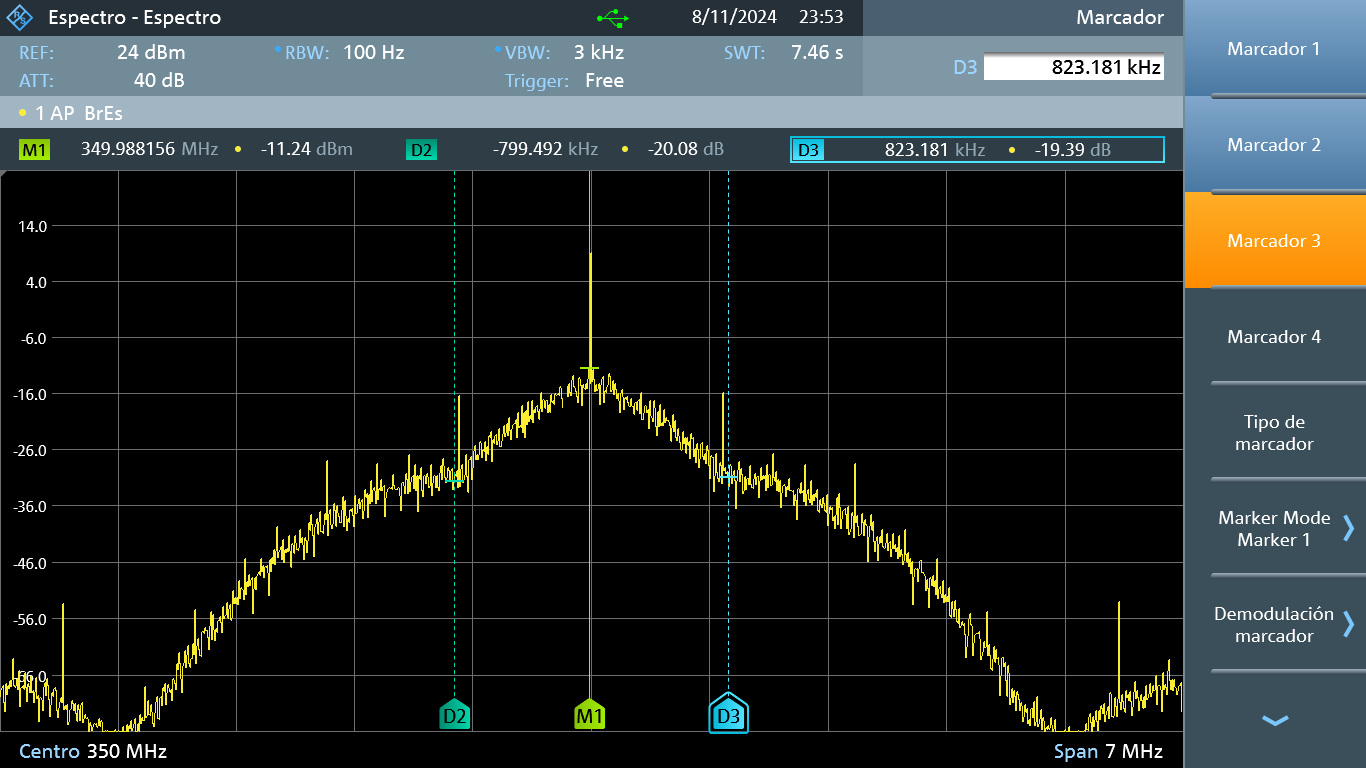 Espectro - Espectro 8/11/2024 23:53 Marcador
REF: 24 dBm RBW: 100 Hz VBW: 3 kHz SWT: 7.46 s
ATT: 40 dB Trigger: Free D3 823.181 kHz
1 AP BrEs
M1 349.988156 MHz -11.24 dBm D2 -799.492 kHz -20.08 dB D3 823.181 kHz -19.39 dB
14.0
4.0
-6.0
-16.0
-26.0
-36.0
-46.0
-56.0
-66.0
D2 M1 D3
Centro 350 MHz Span 7 MHz
Marcador 1
Marcador 2
Marcador 3
Marcador 4
Tipo de
marcador
Marker Mode
Marker 1
Demodulación
marcador